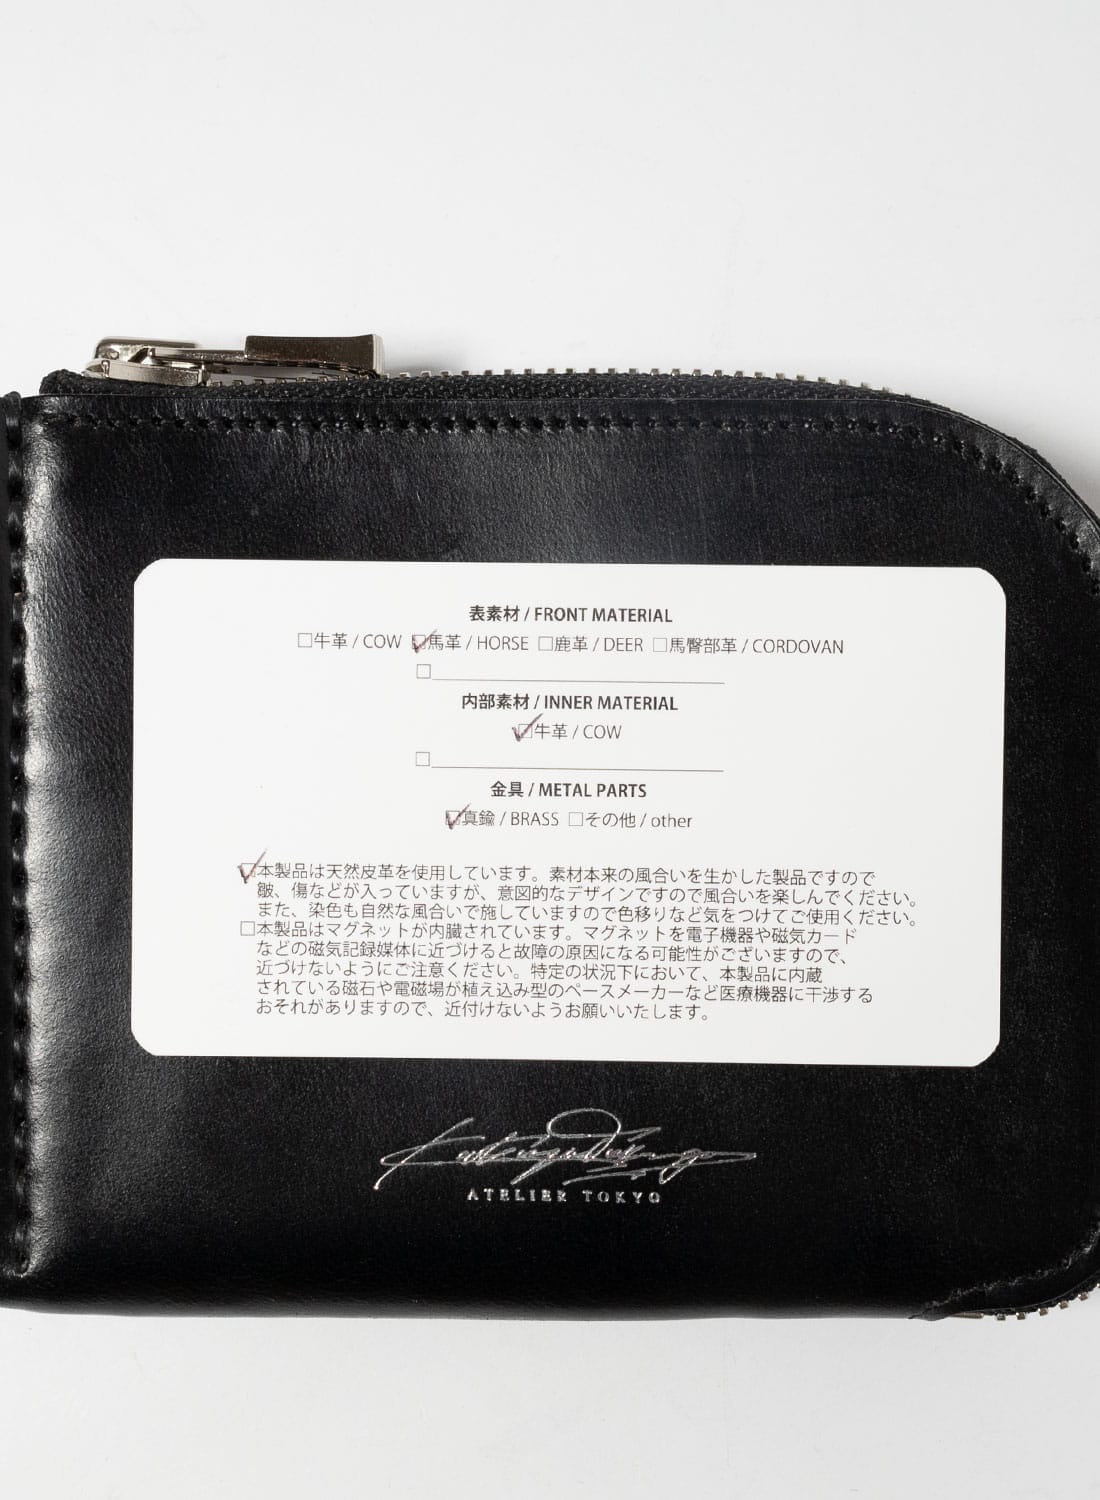 表素材 / FRONT MATERIAL
☐牛革 / COW ☑馬革 / HORSE ☐鹿革 / DEER ☐馬臀部革 / CORDOVAN
☐
内部素材 / INNER MATERIAL
☑牛革 / COW
☐
金具 / METAL PARTS
☑真鍮 / BRASS ☐その他 / other
☑本製品は天然皮革を使用しています。素材本来の風合いを生かした製品ですので
皺、傷などが入っていますが、意図的なデザインですので風合いを楽しんでください。
また、染色も自然な風合いで施していますので色移りなど気をつけてご使用ください。
☐本製品はマグネットが内臓されています。マグネットを電子機器や磁気カード
などの磁気記録媒体に近づけると故障の原因になる可能性がございますので、
近づけないようにご注意ください。特定の状況下において、本製品に内蔵
されている磁石や電磁場が植え込み型のペースメーカーなど医療機器に干渉する
おそれがありますので、近付けないようお願いいたします。
ATELIER TOKYO